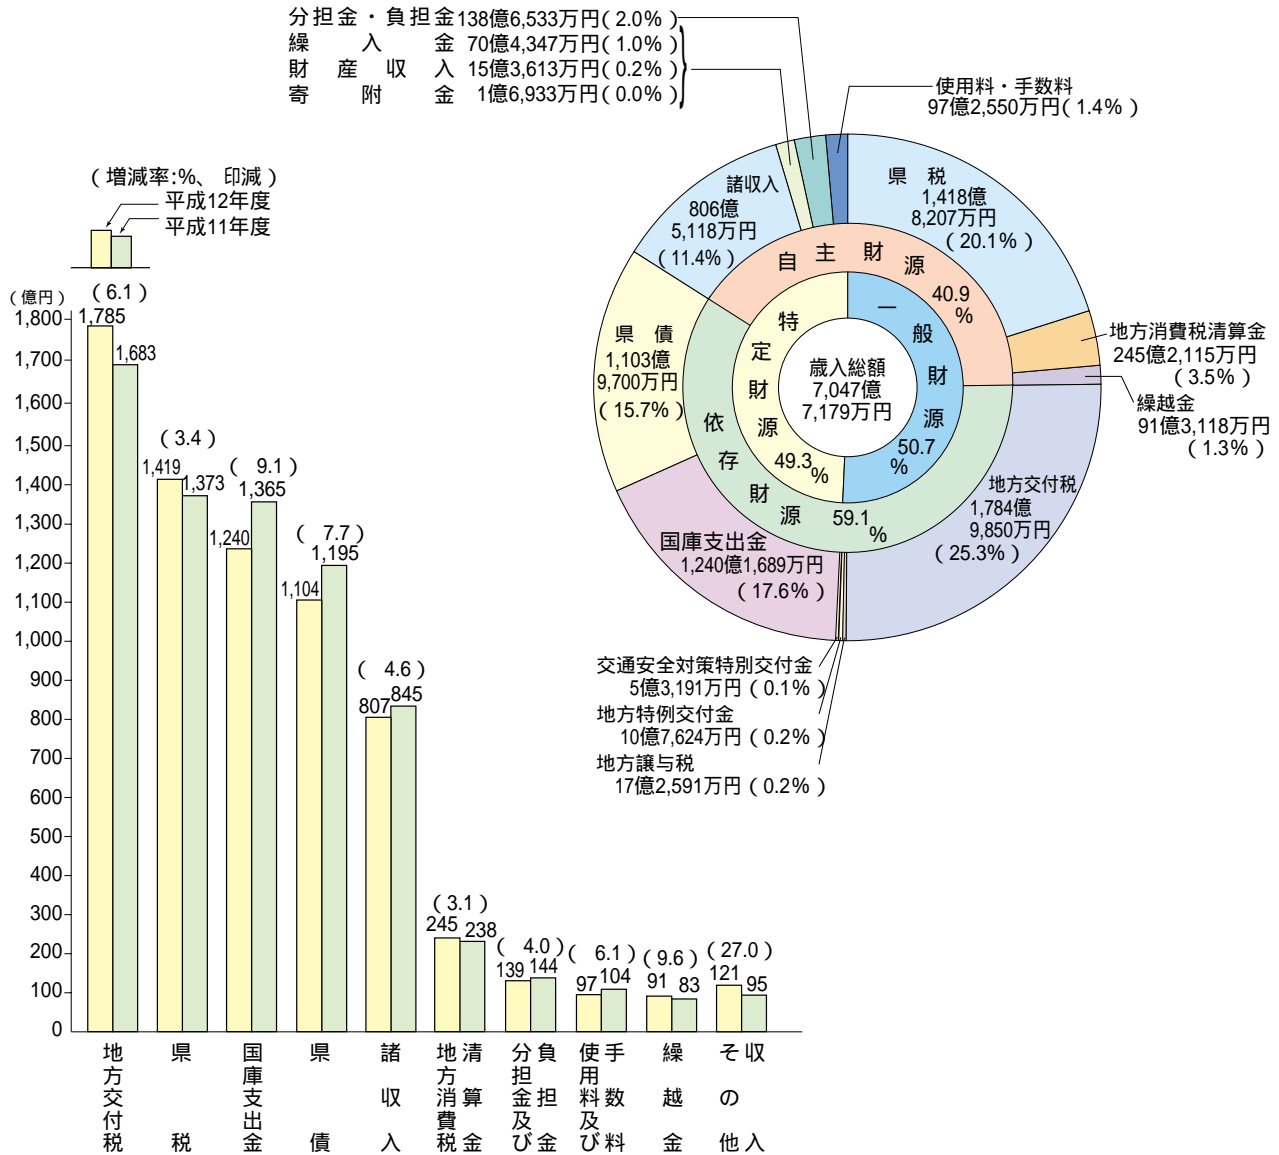 分担金・負担金138億6,533万円(2.0%)
繰入金 70億4,347万円(1.0%)
財産収入 15億3,613万円(0.2%)
寄附金 1億6,933万円(0.0%)
使用料・手数料
97億2,550万円(1.4%)
(増減率:%、 印減)
平成12年度
平成11年度
県税
1,418億
8,207万円
(20.1%)
諸収入
806億
5,118万円
(11.4%)
自主財源
40.9
%
県債
1,103億
9,700万円
(15.7%)
特定財源
49.3
%
一般財源
50.7
%
歳入総額
7,047億
7,179万円
地方消費税清算金
245億2,115万円
(3.5%)
繰越金
91億3,118万円
(1.3%)
依存財源
59.1
%
地方交付税
1,784億
9,850万円
(25.3%)
国庫支出金
1,240億1,689万円
(17.6%)
交通安全対策特別交付金
5億3,191万円(0.1%)
地方特例交付金
10億7,624万円(0.2%)
地方譲与税
17億2,591万円(0.2%)
(億円)
1,800
1,700
1,600
1,500
1,400
1,300
1,200
1,100
1,000
900
800
700
600
500
400
300
200
100
0
(6.1)
1,785
1,683
(3.4)
1,419
1,373
( 9.1)
1,240
1,365
( 7.7)
1,104
1,195
( 4.6)
807
845
(3.1)
245
238
( 4.0)
139
144
( 6.1)
97
104
(9.6)
91
83
(27.0)
121
95
地方交付税
県税
国庫支出金
県債
諸収入
地方消費税
清算金
分担金及び
負担金
使用料及び
手数料
繰越金
その他
収入